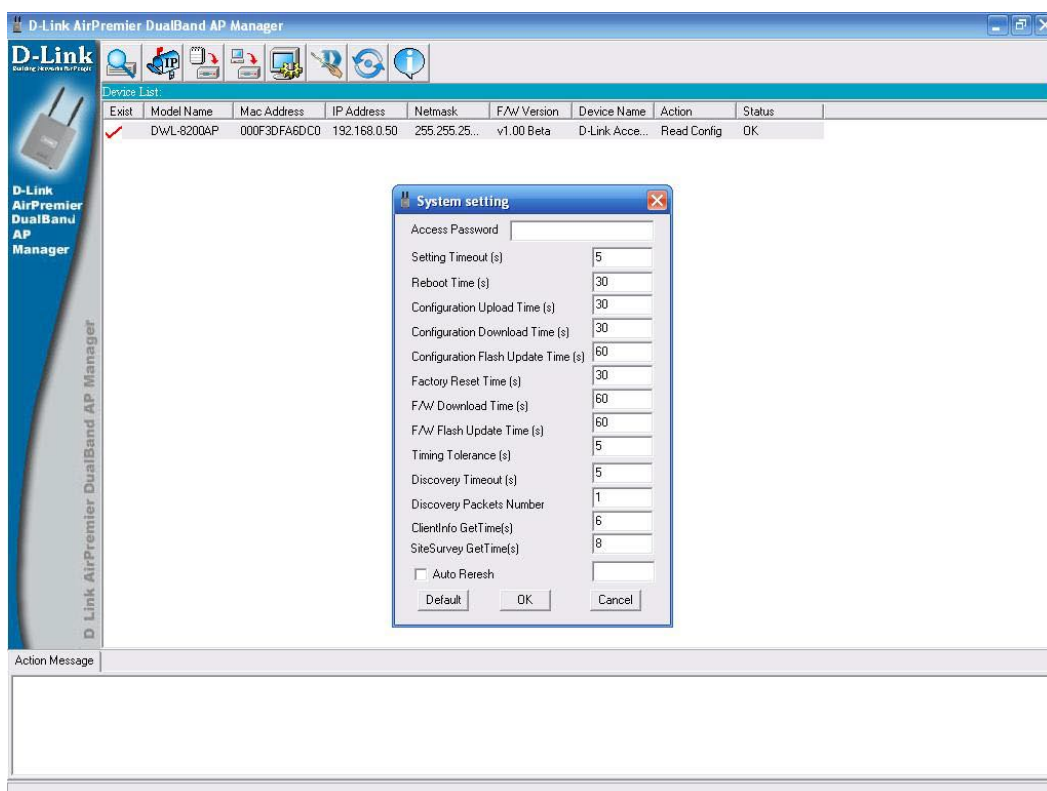 D-Link AirPremier DualBand AP Manager
D-Link
Building Networks for People
IP
Device List:
Exist Model Name Mac Address IP Address Netmask F/W Version Device Name Action Status
DWL-8200AP 000F3DFA6DC0 192.168.0.50 255.255.25... v1.00 Beta D-Link Acce... Read Config OK
D-Link
AirPremier
DualBand
AP
Manager
D Link AirPremier DualBand AP Manager
System setting
Access Password
Setting Timeout (s) 5
Reboot Time (s) 30
Configuration Upload Time (s) 30
Configuration Download Time (s) 30
Configuration Flash Update Time (s) 60
Factory Reset Time (s) 30
F/W Download Time (s) 60
F/W Flash Update Time (s) 60
Timing Tolerance (s) 5
Discovery Timeout (s) 5
Discovery Packets Number 1
ClientInfo GetTime(s) 6
SiteSurvey GetTime(s) 8
Auto Reresh
Default OK Cancel
Action Message